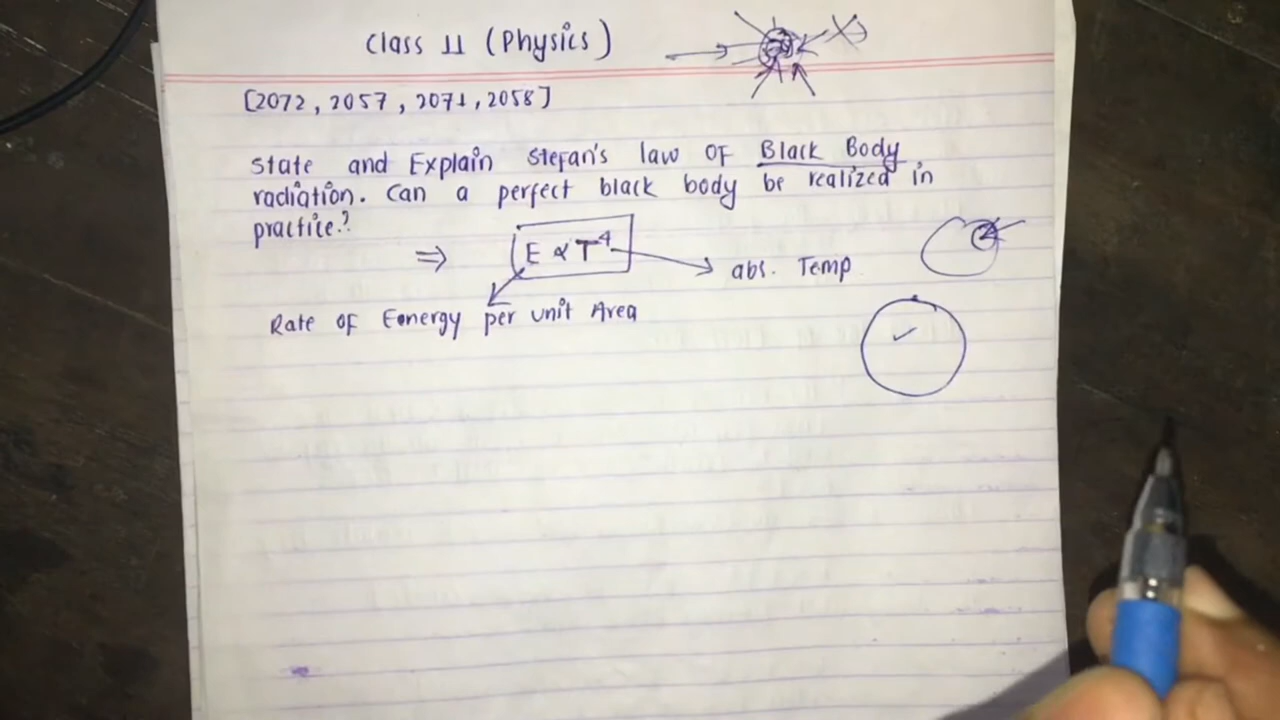 Class 11 (Physics)
[2072, 2057, 2071, 2058]
State and Explain Stefan's law OF Black Body
radiation. Can a perfect black body be realized in
practice.?
⇒ E ∝ T⁴
abs. Temp
Rate OF Eenergy per unit Area